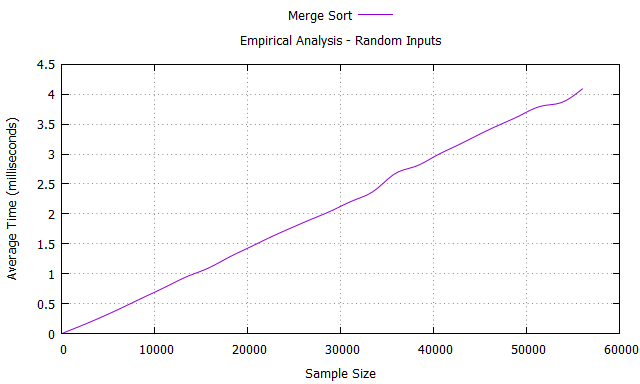 Merge Sort
Empirical Analysis - Random Inputs
4.5
4
3.5
3
2.5
2
1.5
1
0.5
0
Average Time (milliseconds)
0 10000 20000 30000 40000 50000 60000
Sample Size